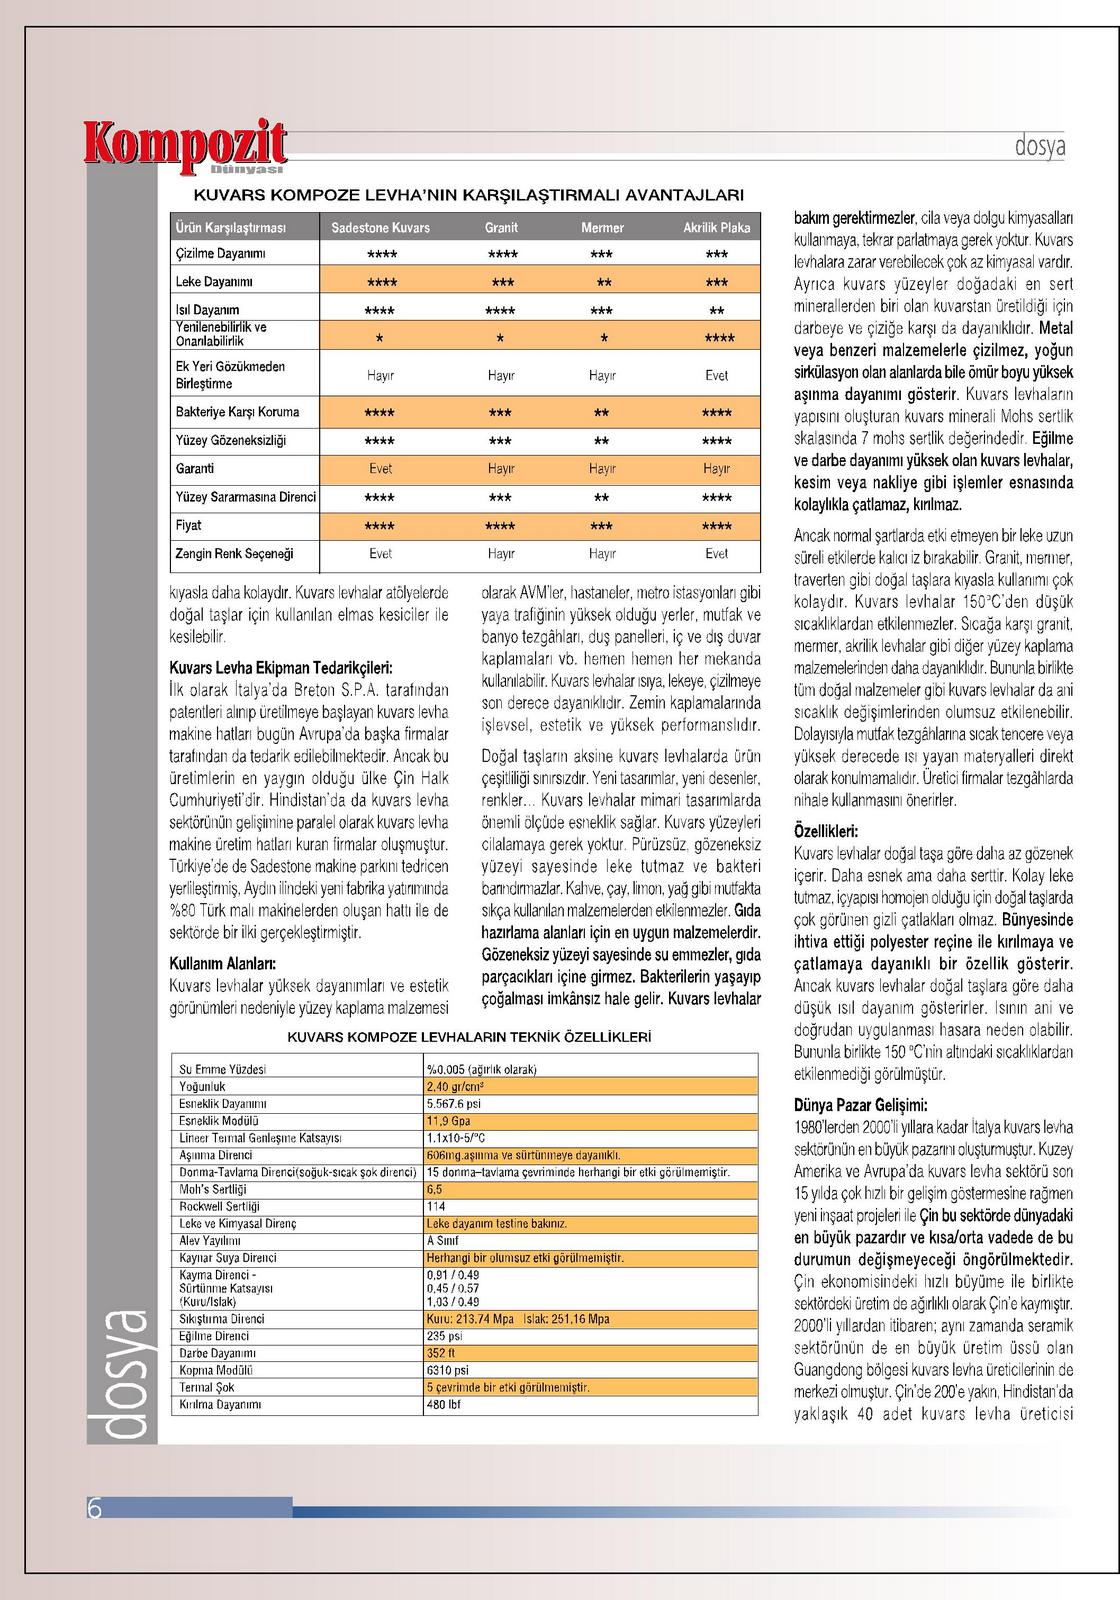 Kompozit
Dünyası
dosya
KUVARS KOMPOZE LEVHA'NIN KARŞILAŞTIRMALI AVANTAJLARI
Ürün Karşılaştırması Sadestone Kuvars Granit Mermer Akrilik Plaka
Çizilme Dayanımı **** **** *** ***
Leke Dayanımı **** *** ** ***
Isıl Dayanım **** **** *** **
Yenilenebilirlik ve
Onarılabilirlik * * * ****
Ek Yeri Gözükmeden
Birleştirme Hayır Hayır Hayır Evet
Bakteriye Karşı Koruma **** *** ** ****
Yüzey Gözeneksizliği **** *** ** ****
Garanti Evet Hayır Hayır Hayır
Yüzey Sararmasına Direnci **** *** ** ****
Fiyat **** **** *** ****
Zengin Renk Seçeneği Evet Hayır Hayır Evet
kıyasla daha kolaydır. Kuvars levhalar atölyelerde
doğal taşlar için kullanılan elmas kesiciler ile
kesilebilir.
Kuvars Levha Ekipman Tedarikçileri:
İlk olarak İtalya'da Breton S.P.A. tarafından
patentleri alınıp üretilmeye başlayan kuvars levha
makine hatları bugün Avrupa'da başka firmalar
tarafından da tedarik edilebilmektedir. Ancak bu
üretimlerin en yaygın olduğu ülke Çin Halk
Cumhuriyeti'dir. Hindistan'da da kuvars levha
sektörünün gelişimine paralel olarak kuvars levha
makine üretim hatları kuran firmalar oluşmuştur.
Türkiye'de de Sadestone makine parkını tedricen
yerlileştirmiş, Aydın ilindeki yeni fabrika yatırımında
%80 Türk malı makinelerden oluşan hattı ile de
sektörde bir ilki gerçekleştirmiştir.
Kullanım Alanları:
Kuvars levhalar yüksek dayanımları ve estetik
görünümleri nedeniyle yüzey kaplama malzemesi
olarak AVM'ler, hastaneler, metro istasyonları gibi
yaya trafiğinin yüksek olduğu yerler, mutfak ve
banyo tezgâhları, duş panelleri, iç ve dış duvar
kaplamaları vb. hemen hemen her mekanda
kullanılabilir. Kuvars levhalar ısıya, lekeye, çizilmeye
son derece dayanıklıdır. Zemin kaplamalarında
işlevsel, estetik ve yüksek performanslıdır.
Doğal taşların aksine kuvars levhalarda ürün
çeşitliliği sınırsızdır. Yeni tasarımlar, yeni desenler,
renkler... Kuvars levhalar mimari tasarımlarda
önemli ölçüde esneklik sağlar. Kuvars yüzeyleri
cilalamaya gerek yoktur. Pürüzsüz, gözeneksiz
yüzeyi sayesinde leke tutmaz ve bakteri
barındırmazlar. Kahve, çay, limon, yağ gibi mutfakta
sıkça kullanılan malzemelerden etkilenmezler. Gıda
hazırlama alanları için en uygun malzemelerdir.
Gözeneksiz yüzeyi sayesinde su emmezler, gıda
parçacıkları içine girmez. Bakterilerin yaşayıp
çoğalması imkânsız hale gelir. Kuvars levhalar
bakım gerektirmezler, cila veya dolgu kimyasalları
kullanmaya, tekrar parlatmaya gerek yoktur. Kuvars
levhalara zarar verebilecek çok az kimyasal vardır.
Ayrıca kuvars yüzeyler doğadaki en sert
minerallerden biri olan kuvarstan üretildiği için
darbeye ve çiziğe karşı da dayanıklıdır. Metal
veya benzeri malzemelerle çizilmez, yoğun
sirkülasyon olan alanlarda bile ömür boyu yüksek
aşınma dayanımı gösterir. Kuvars levhaların
yapısını oluşturan kuvars minerali Mohs sertlik
skalasında 7 mohs sertlik değerindedir. Eğilme
ve darbe dayanımı yüksek olan kuvars levhalar,
kesim veya nakliye gibi işlemler esnasında
kolaylıkla çatlamaz, kırılmaz.
Ancak normal şartlarda etki etmeyen bir leke uzun
süreli etkilerde kalıcı iz bırakabilir. Granit, mermer,
traverten gibi doğal taşlara kıyasla kullanımı çok
kolaydır. Kuvars levhalar 150°C'den düşük
sıcaklıklardan etkilenmezler. Sıcağa karşı granit,
mermer, akrilik levhalar gibi diğer yüzey kaplama
malzemelerinden daha dayanıklıdır. Bununla birlikte
tüm doğal malzemeler gibi kuvars levhalar da ani
sıcaklık değişimlerinden olumsuz etkilenebilir.
Dolayısıyla mutfak tezgâhlarına sıcak tencere veya
yüksek derecede ısı yayan materyalleri direkt
olarak konulmamalıdır. Üretici firmalar tezgâhlarda
nihale kullanmasını önerirler.
Özellikleri:
Kuvars levhalar doğal taşa göre daha az gözenek
içerir. Daha esnek ama daha serttir. Kolay leke
tutmaz, içyapısı homojen olduğu için doğal taşlarda
çok görünen gizli çatlakları olmaz. Bünyesinde
ihtiva ettiği polyester reçine ile kırılmaya ve
çatlamaya dayanıklı bir özellik gösterir.
Ancak kuvars levhalar doğal taşlara göre daha
düşük ısıl dayanım gösterirler. Isının ani ve
doğrudan uygulanması hasara neden olabilir.
Bununla birlikte 150 °C'nin altındaki sıcaklıklardan
etkilenmediği görülmüştür.
Dünya Pazar Gelişimi:
1980'lerden 2000'li yıllara kadar İtalya kuvars levha
sektörünün en büyük pazarını oluşturmuştur. Kuzey
Amerika ve Avrupa'da kuvars levha sektörü son
15 yılda çok hızlı bir gelişim göstermesine rağmen
yeni inşaat projeleri ile Çin bu sektörde dünyadaki
en büyük pazardır ve kısa/orta vadede de bu
durumun değişmeyeceği öngörülmektedir.
Çin ekonomisindeki hızlı büyüme ile birlikte
sektördeki üretim de ağırlıklı olarak Çin'e kaymıştır.
2000'li yıllardan itibaren; aynı zamanda seramik
sektörünün de en büyük üretim üssü olan
Guangdong bölgesi kuvars levha üreticilerinin de
merkezi olmuştur. Çin'de 200'e yakın, Hindistan'da
yaklaşık 40 adet kuvars levha üreticisi
KUVARS KOMPOZE LEVHALARIN TEKNİK ÖZELLİKLERİ
Su Emme Yüzdesi %0.005 (ağırlık olarak)
Yoğunluk 2,40 gr/cm³
Esneklik Dayanımı 5.567.6 psi
Esneklik Modülü 11,9 Gpa
Lineer Termal Genleşme Katsayısı 1.1x10-5/°C
Aşınma Direnci 606mg.aşınma ve sürtünmeye dayanıklı.
Donma-Tavlama Direnci(soğuk-sıcak şok direnci) 15 donma–tavlama çevriminde herhangi bir etki görülmemiştir.
Moh's Sertliği 6,5
Rockwell Sertliği 114
Leke ve Kimyasal Direnç Leke dayanım testine bakınız.
Alev Yayılımı A Sınıf
Kaynar Suya Direnci Herhangi bir olumsuz etki görülmemiştir.
Kayma Direnci - 0,91 / 0.49
Sürtünme Katsayısı 0,45 / 0.57
(Kuru/Islak) 1,03 / 0.49
Sıkıştırma Direnci Kuru: 213.74 Mpa Islak: 251,16 Mpa
Eğilme Direnci 235 psi
Darbe Dayanımı 352 ft
Kopma Modülü 6310 psi
Termal Şok 5 çevrimde bir etki görülmemiştir.
Kırılma Dayanımı 480 lbf
dosya
6